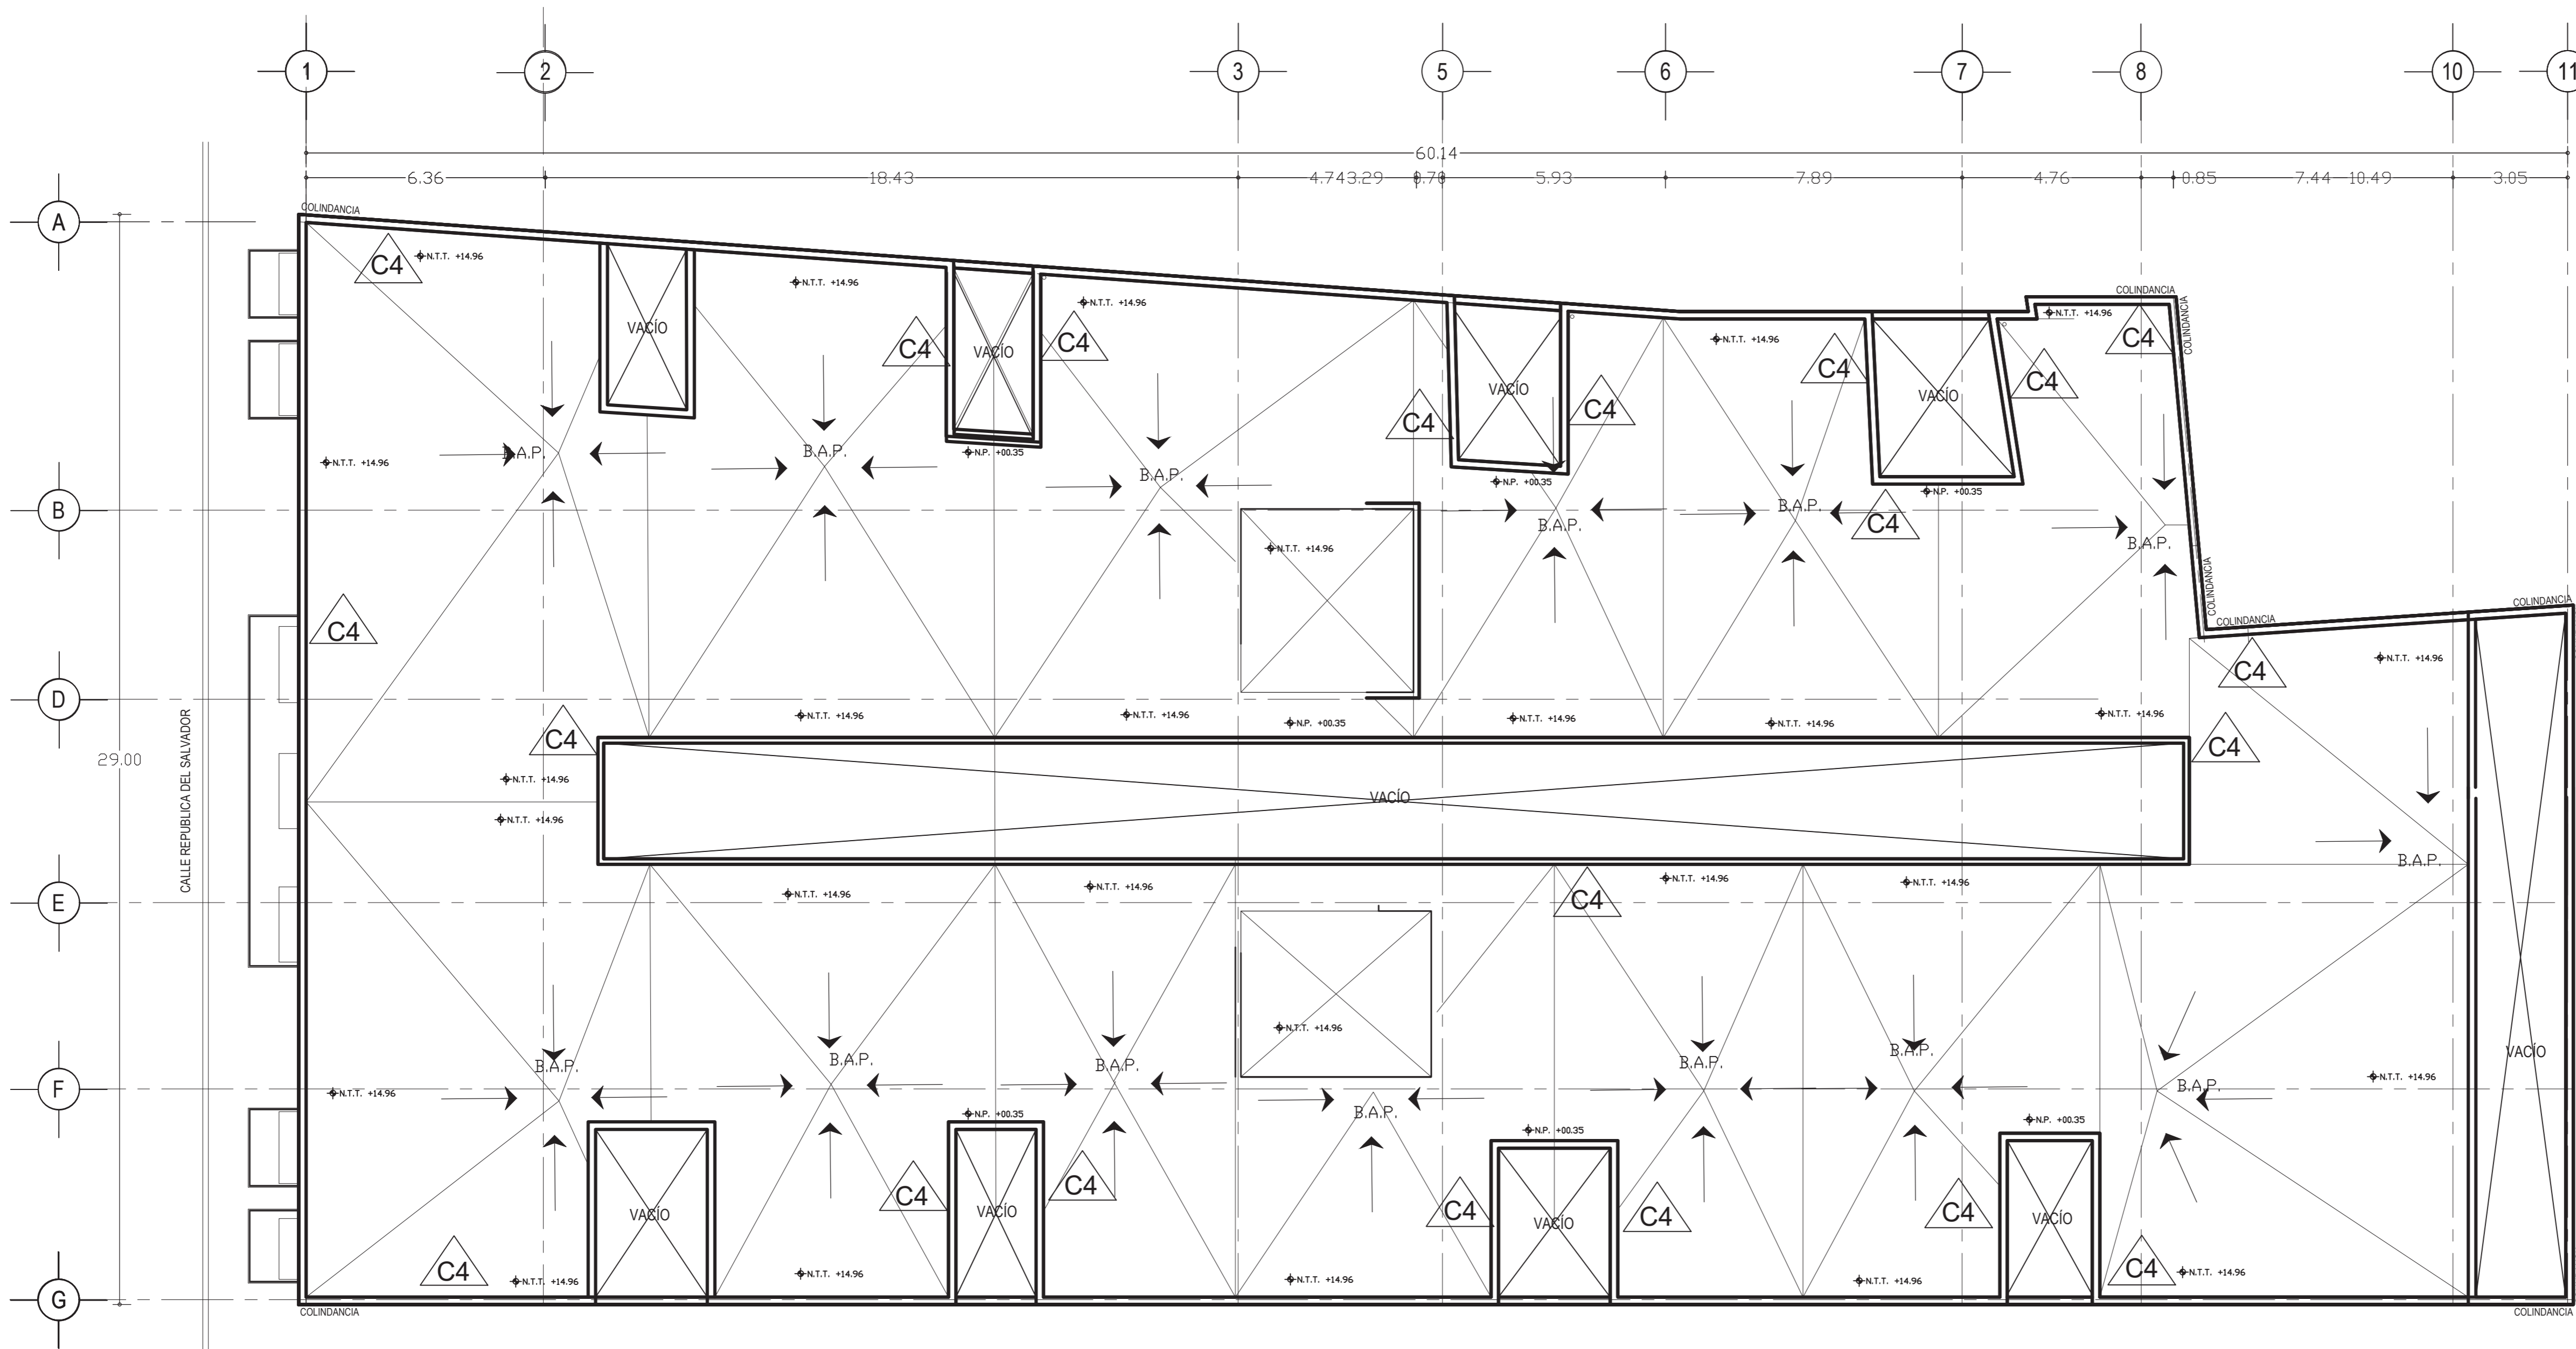 1 2 3 5 6 7 8 10 11
60.14
6.36 18.43 4.74 3.29 0.70 5.93 7.89 4.76 0.85 7.44 10.49 3.05
A
COLINDANCIA
C4 N.T.T. +14.96
N.T.T. +14.96
N.T.T. +14.96
COLINDANCIA
COLINDANCIA
N.T.T. +14.96
C4
VACÍO
C4
VACÍO
C4
N.T.T. +14.96
C4
C4
VACÍO
C4
C4
VACÍO
C4
N.T.T. +14.96
B.A.P.
B.A.P.
N.P. +00.35
B.A.P.
N.P. +00.35
N.P. +00.35
B
B.A.P.
B.A.P.
C4
B.A.P.
N.T.T. +14.96
COLINDANCIA
COLINDANCIA
COLINDANCIA
C4
C4
N.T.T. +14.96
D
C4
N.T.T. +14.96
N.T.T. +14.96
N.P. +00.35
N.T.T. +14.96
N.T.T. +14.96
N.T.T. +14.96
C4
29.00
CALLE REPUBLICA DEL SALVADOR
N.T.T. +14.96
N.T.T. +14.96
VACÍO
B.A.P.
E
N.T.T. +14.96
N.T.T. +14.96
C4
N.T.T. +14.96
N.T.T. +14.96
N.T.T. +14.96
VACÍO
F
B.A.P.
B.A.P.
B.A.P.
B.A.P.
B.A.P.
B.A.P.
B.A.P.
N.T.T. +14.96
N.T.T. +14.96
N.P. +00.35
N.P. +00.35
N.P. +00.35
C4
VACÍO
C4
VACÍO
C4
C4
VACÍO
C4
C4
VACÍO
C4
N.T.T. +14.96
N.T.T. +14.96
N.T.T. +14.96
N.T.T. +14.96
N.T.T. +14.96
G
COLINDANCIA
COLINDANCIA